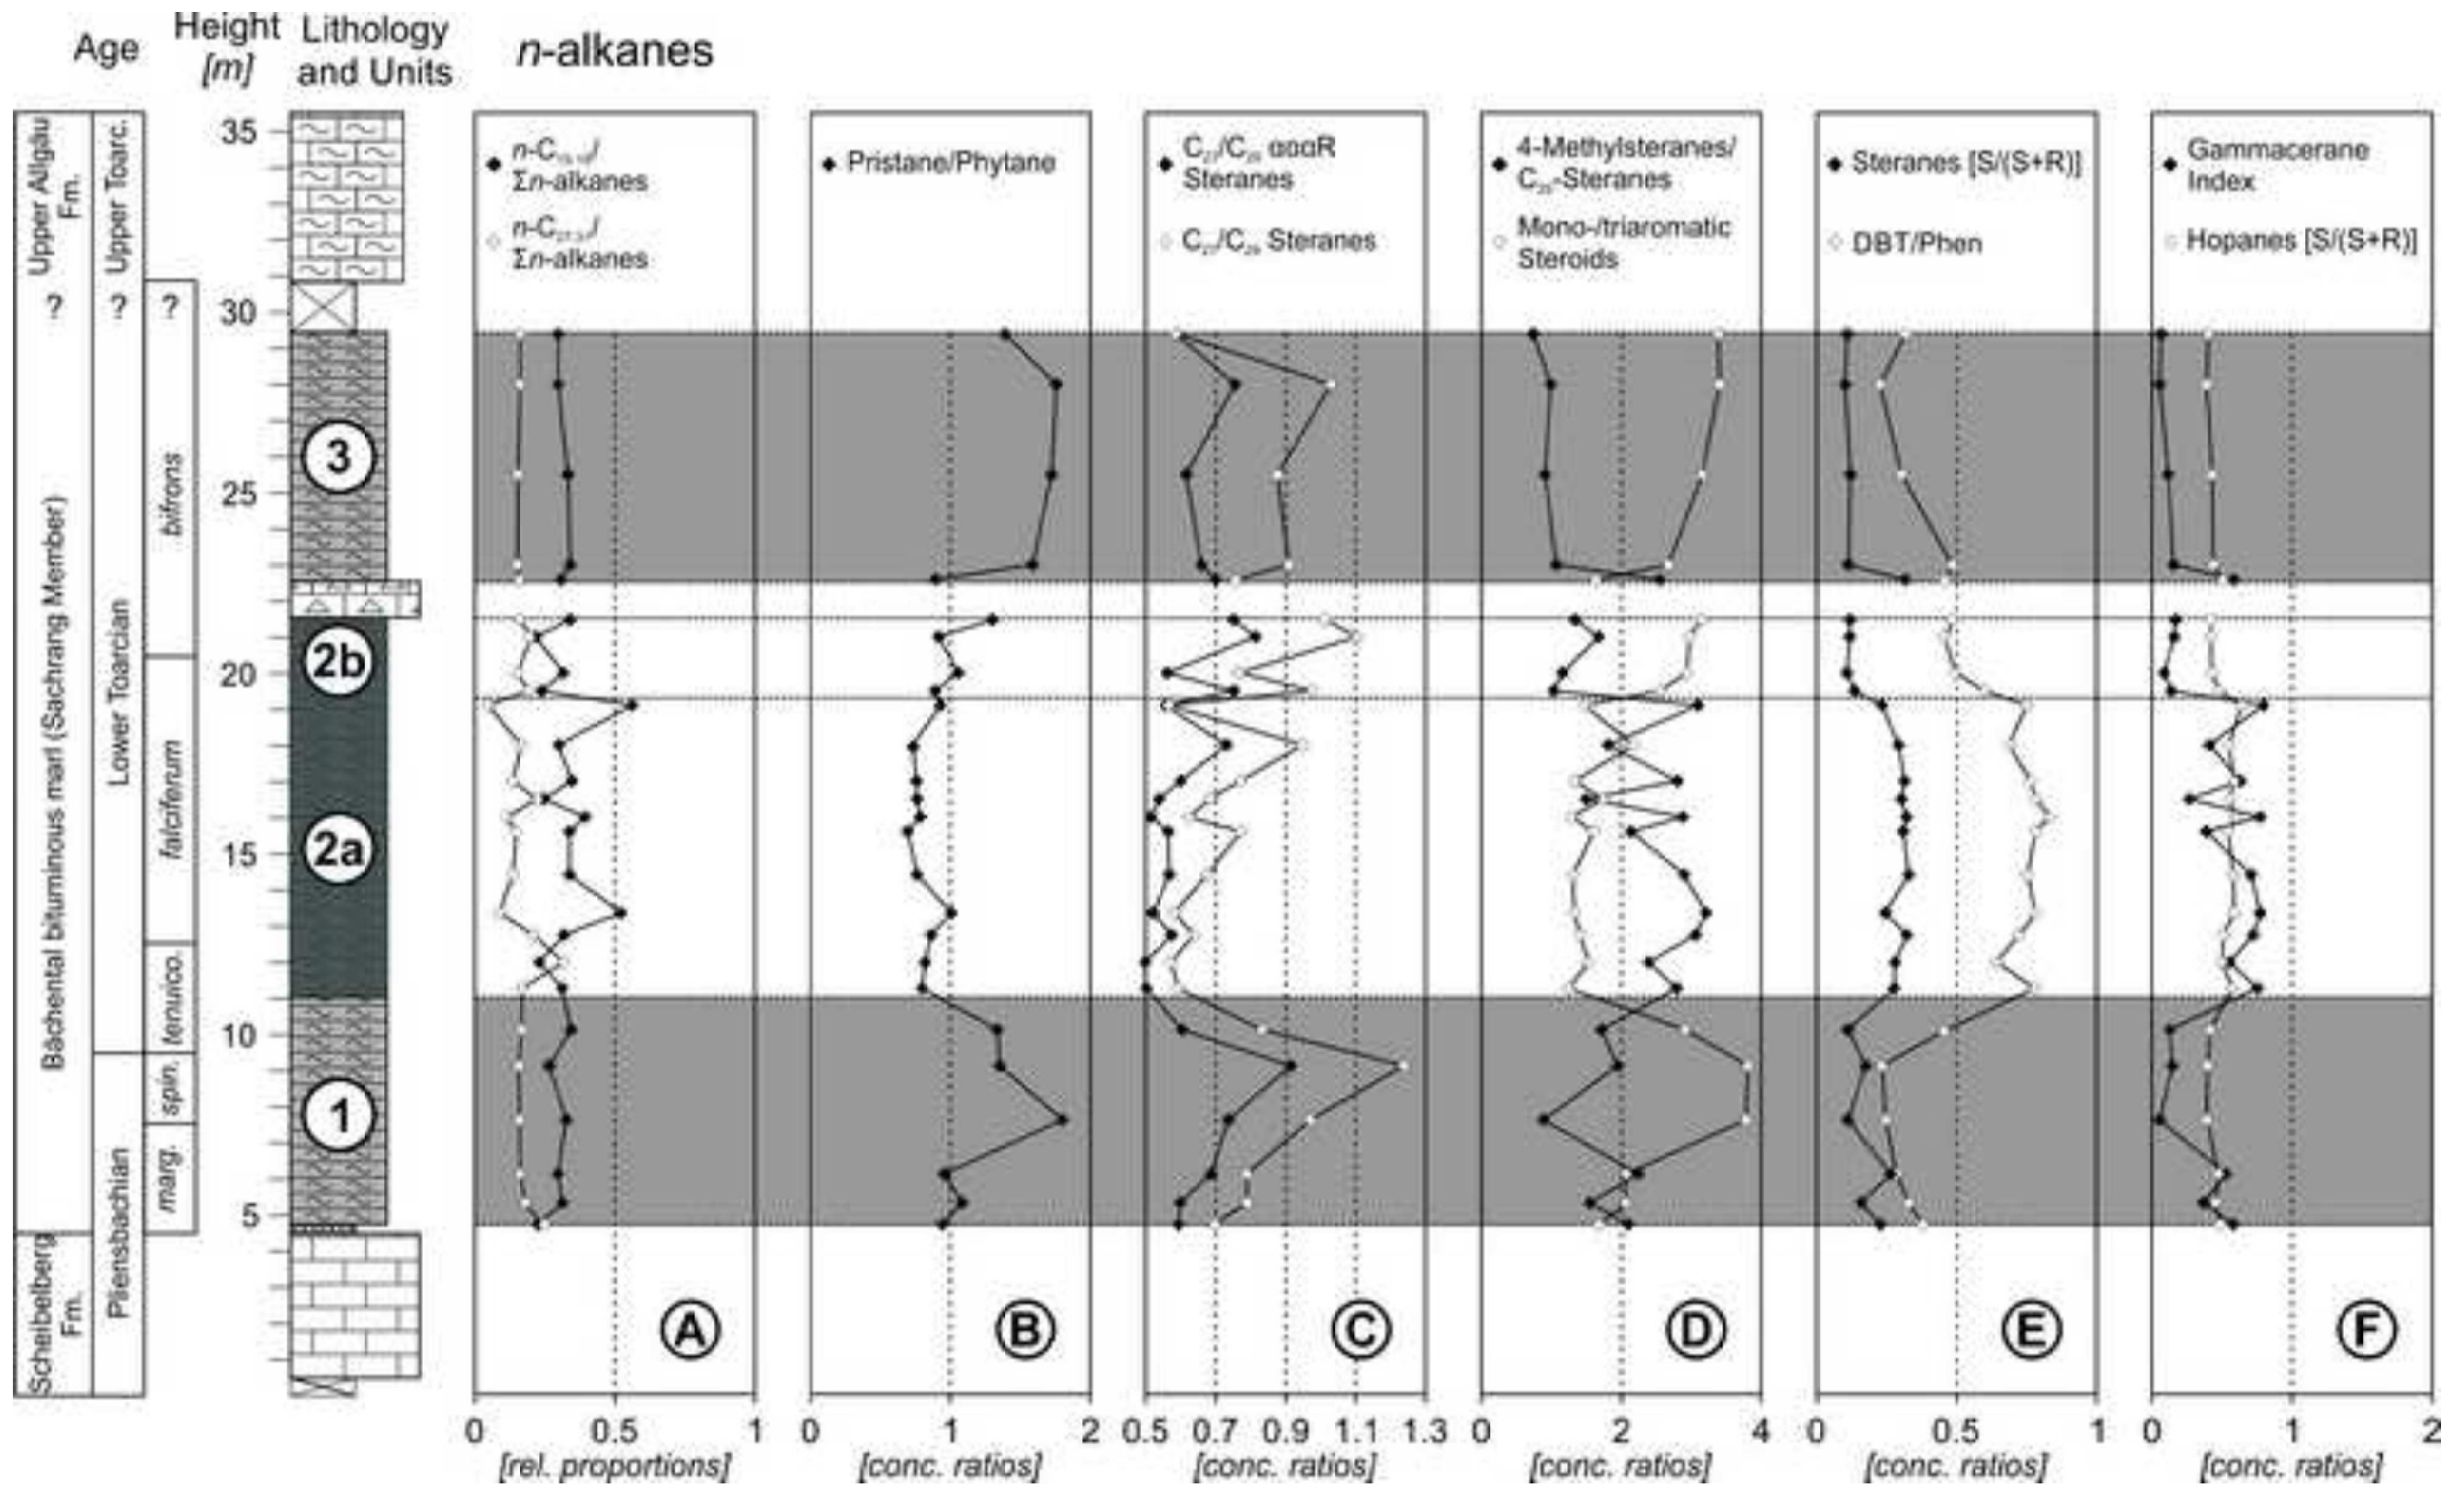 Age
Height
[m]
Lithology
and Units
n-alkanes
Upper Allgäu
Fm.
?
Bächental bituminous marl (Sachrang Member)
Scheibelberg
Fm.
Upper Toarc.
?
Lower Toarcian
Pliensbachian
?
bifrons
falciferum
tenuico.
spin.
marg.
35
30
25
20
15
10
5
3
2b
2a
1
Σn-alkanes
Σn-alkanes
Pristane/Phytane
αααR
Steranes
Steranes
4-Methylsteranes/
-Steranes
Mono-/triaromatic
Steroids
Steranes [S/(S+R)]
DBT/Phen
Gammacerane
Index
Hopanes [S/(S+R)]
A
B
C
D
E
F
0 0.5 1
[rel. proportions]
0 1 2
[conc. ratios]
0.5 0.7 0.9 1.1 1.3
[conc. ratios]
0 2 4
[conc. ratios]
0 0.5 1
[conc. ratios]
0 1 2
[conc. ratios]